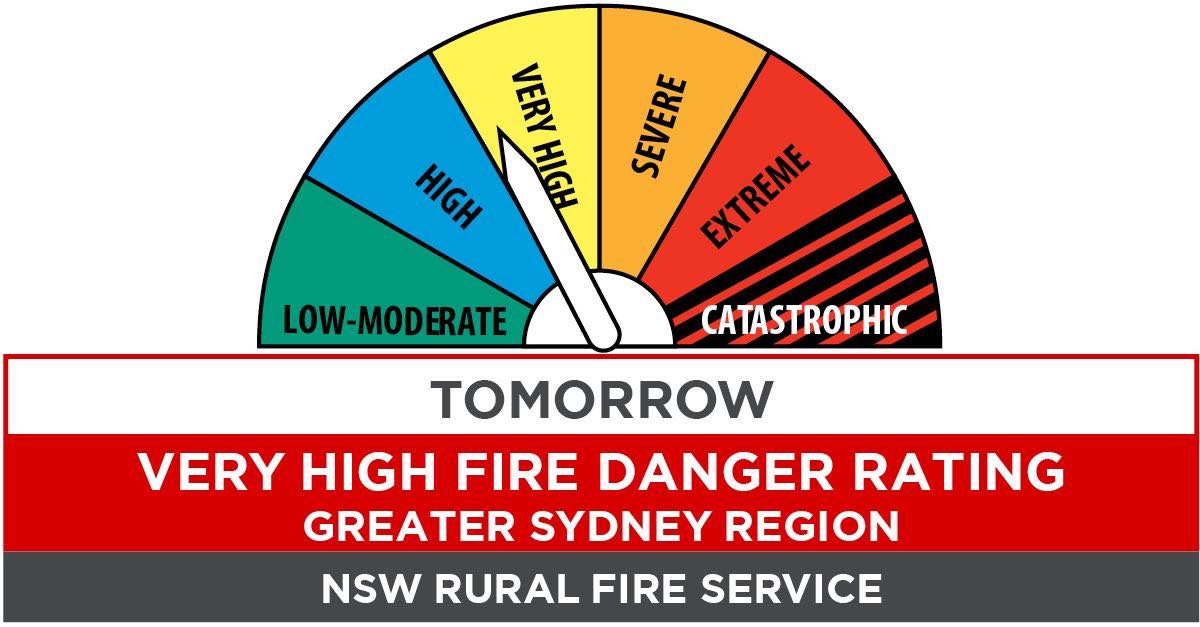 LOW-MODERATE
HIGH
VERY HIGH
SEVERE
EXTREME
CATASTROPHIC
TOMORROW
VERY HIGH FIRE DANGER RATING
GREATER SYDNEY REGION
NSW RURAL FIRE SERVICE